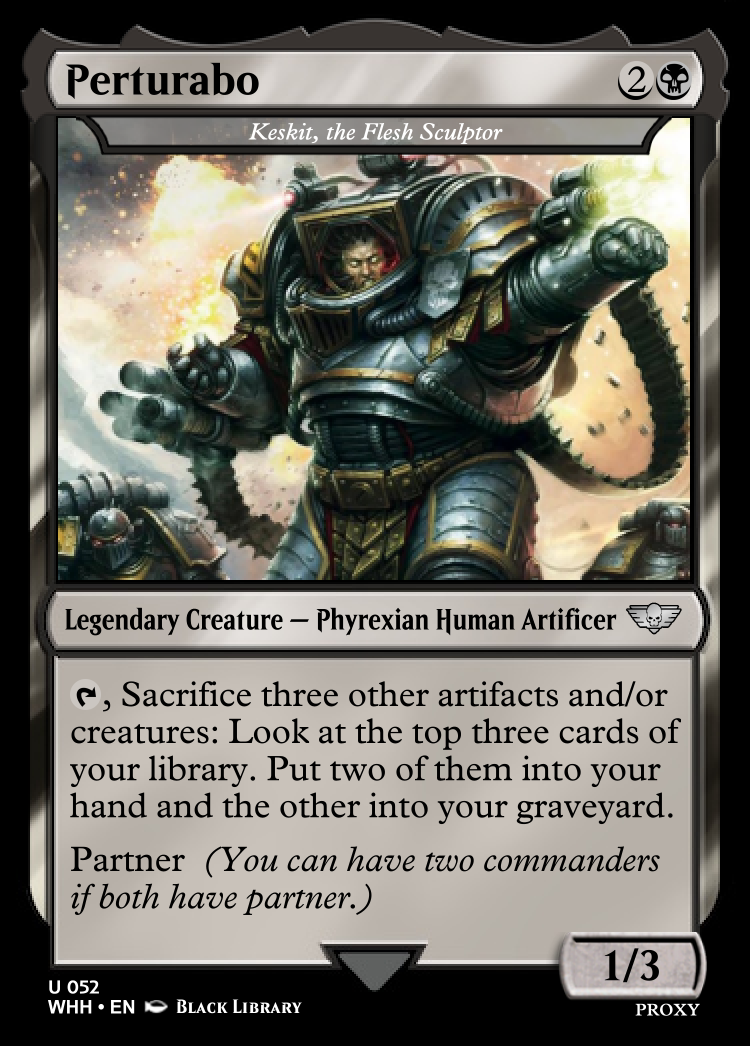 Perturabo 2
Keskit, the Flesh Sculptor
Legendary Creature — Phyrexian Human Artificer
, Sacrifice three other artifacts and/or
creatures: Look at the top three cards of
your library. Put two of them into your
hand and the other into your graveyard.
Partner (You can have two commanders
if both have partner.)
1/3
U 052
WHH • EN BLACK LIBRARY
PROXY